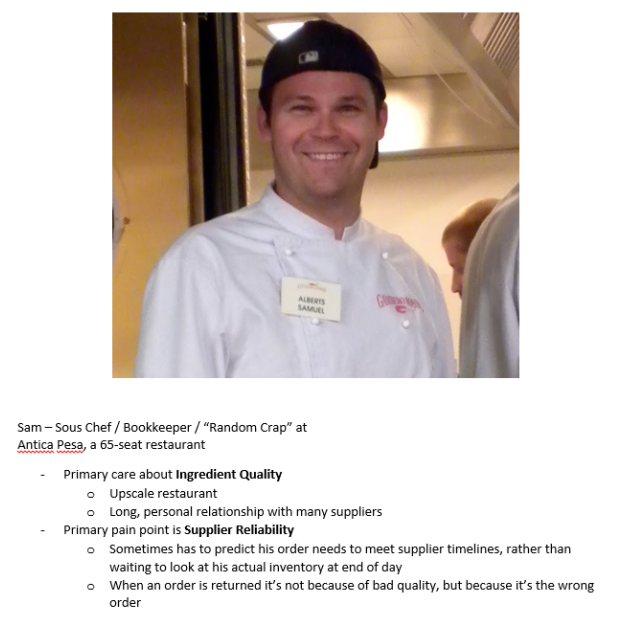 ALBERTS
SAMUEL
Sam – Sous Chef / Bookkeeper / “Random Crap” at
Antica Pesa, a 65-seat restaurant
- Primary care about Ingredient Quality
o Upscale restaurant
o Long, personal relationship with many suppliers
- Primary pain point is Supplier Reliability
o Sometimes has to predict his order needs to meet supplier timelines, rather than
waiting to look at his actual inventory at end of day
o When an order is returned it’s not because of bad quality, but because it’s the wrong
order